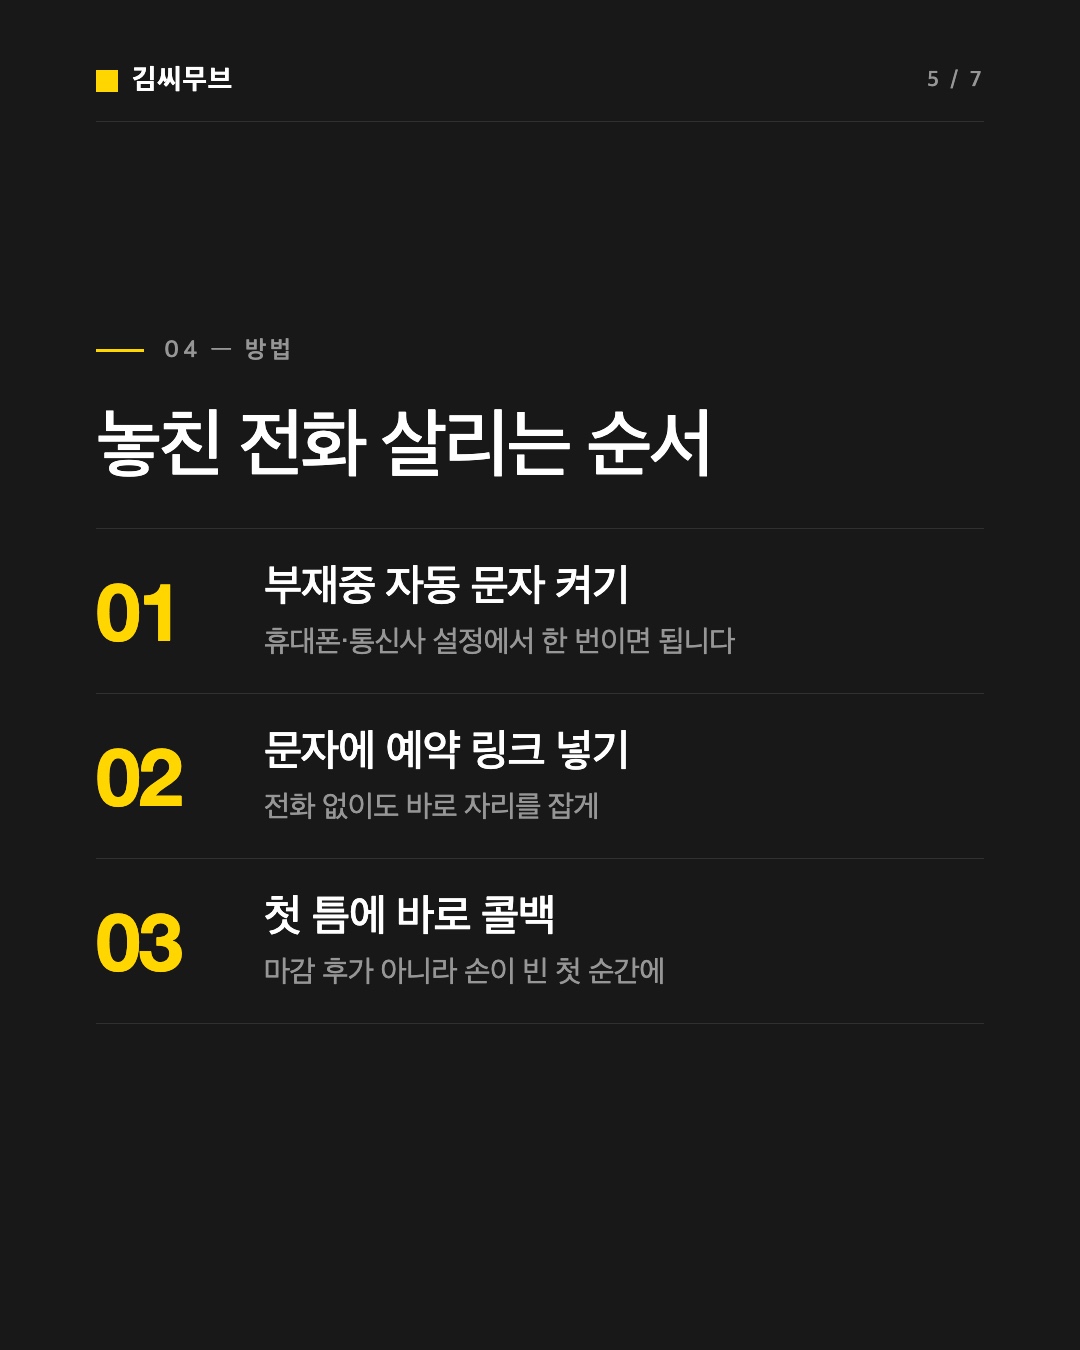 김씨무브
5 / 7
04 — 방법
놓친 전화 살리는 순서
01
부재중 자동 문자 켜기
휴대폰·통신사 설정에서 한 번이면 됩니다
02
문자에 예약 링크 넣기
전화 없이도 바로 자리를 잡게
03
첫 틈에 바로 콜백
마감 후가 아니라 손이 빈 첫 순간에